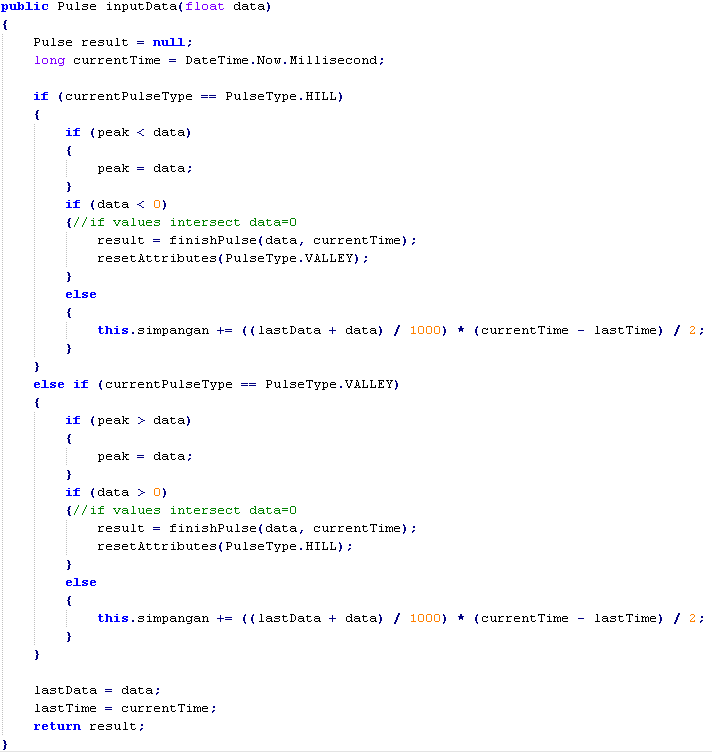 public Pulse inputData(float data)
{
    Pulse result = null;
    long currentTime = DateTime.Now.Millisecond;

    if (currentPulseType == PulseType.HILL)
    {
        if (peak < data)
        {
            peak = data;
        }
        if (data < 0)
        {//if values intersect data=0
            result = finishPulse(data, currentTime);
            resetAttributes(PulseType.VALLEY);
        }
        else
        {
            this.simpangan += ((lastData + data) / 1000) * (currentTime - lastTime) / 2;
        }
    }
    else if (currentPulseType == PulseType.VALLEY)
    {
        if (peak > data)
        {
            peak = data;
        }
        if (data > 0)
        {//if values intersect data=0
            result = finishPulse(data, currentTime);
            resetAttributes(PulseType.HILL);
        }
        else
        {
            this.simpangan += ((lastData + data) / 1000) * (currentTime - lastTime) / 2;
        }
    }

    lastData = data;
    lastTime = currentTime;
    return result;
}